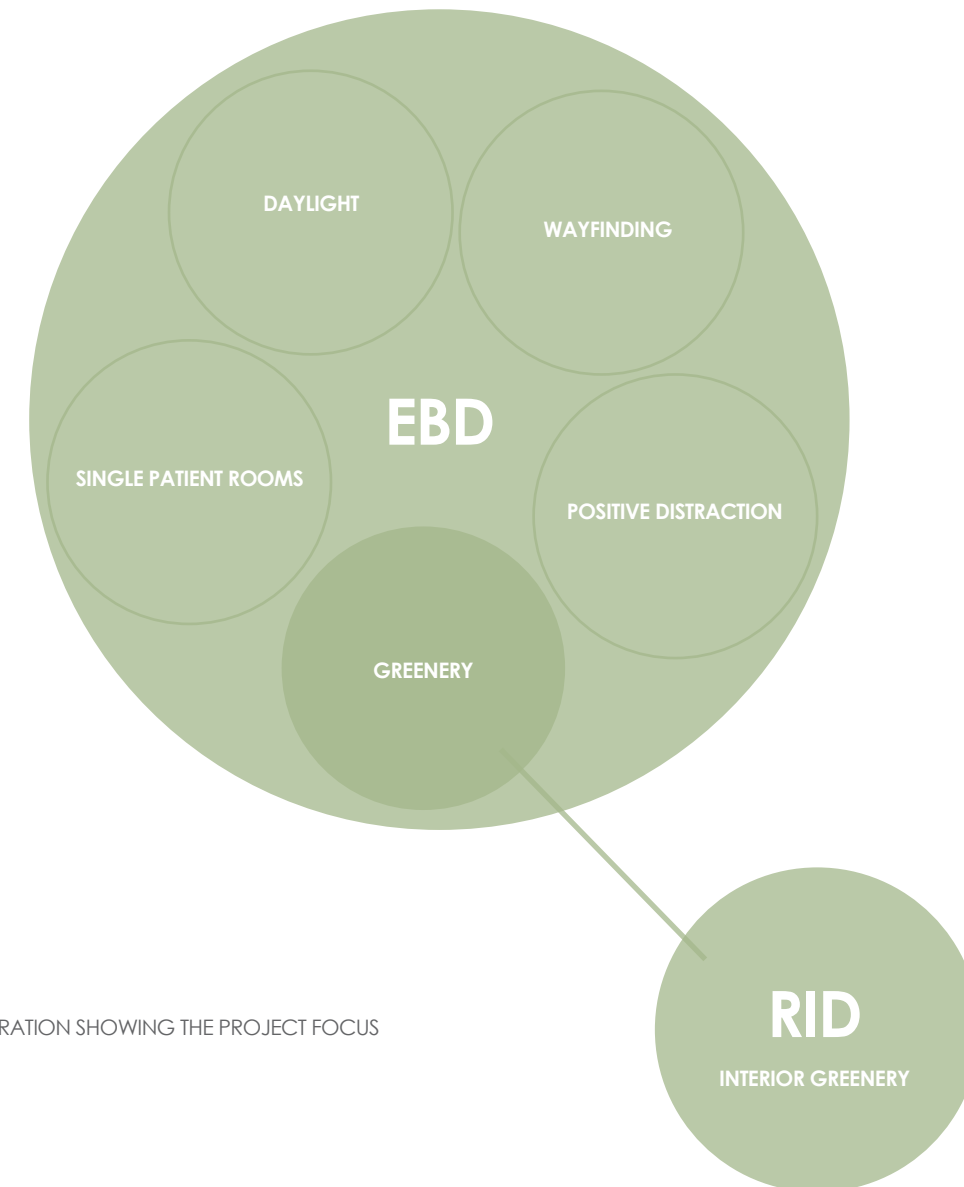 DAYLIGHT
WAYFINDING
EBD
SINGLE PATIENT ROOMS
POSITIVE DISTRACTION
GREENERY
RATION SHOWING THE PROJECT FOCUS
RID
INTERIOR GREENERY